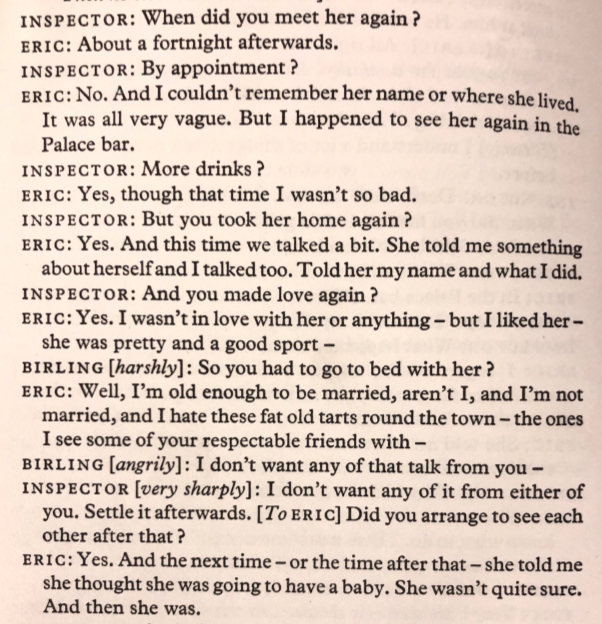 INSPECTOR: When did you meet her again?
ERIC: About a fortnight afterwards.
INSPECTOR: By appointment?
ERIC: No. And I couldn't remember her name or where she lived.
It was all very vague. But I happened to see her again in the
Palace bar.
INSPECTOR: More drinks?
ERIC: Yes, though that time I wasn't so bad.
INSPECTOR: But you took her home again?
ERIC: Yes. And this time we talked a bit. She told me something
about herself and I talked too. Told her my name and what I did.
INSPECTOR: And you made love again?
ERIC: Yes. I wasn't in love with her or anything – but I liked her –
she was pretty and a good sport –
BIRLING [harshly]: So you had to go to bed with her?
ERIC: Well, I'm old enough to be married, aren't I, and I'm not
married, and I hate these fat old tarts round the town – the ones
I see some of your respectable friends with –
BIRLING [angrily]: I don't want any of that talk from you –
INSPECTOR [very sharply]: I don't want any of it from either of
you. Settle it afterwards. [To ERIC] Did you arrange to see each
other after that?
ERIC: Yes. And the next time – or the time after that – she told me
she thought she was going to have a baby. She wasn't quite sure.
And then she was.